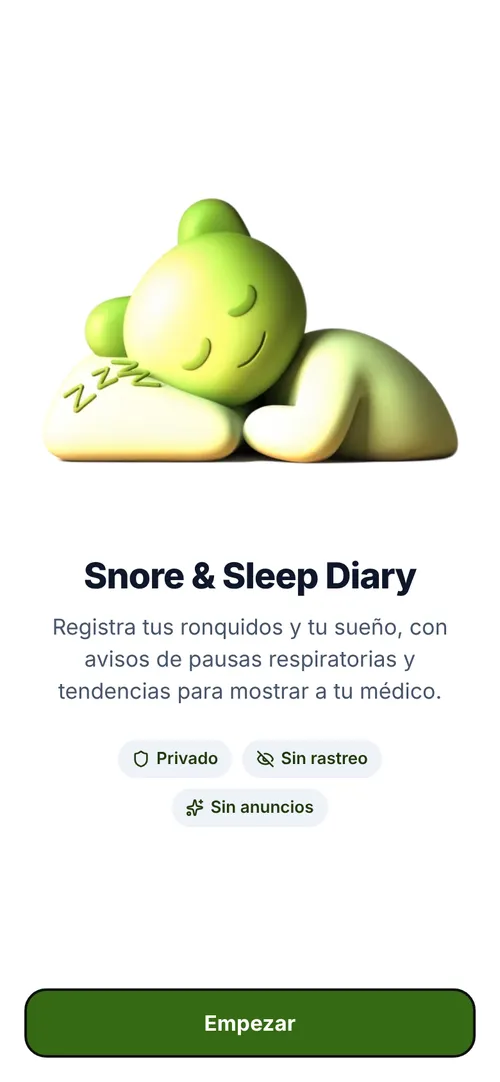 zzzz
Snore & Sleep Diary
Registra tus ronquidos y tu sueño, con
avisos de pausas respiratorias y
tendencias para mostrar a tu médico.
Privado
Sin rastreo
Sin anuncios
Empezar